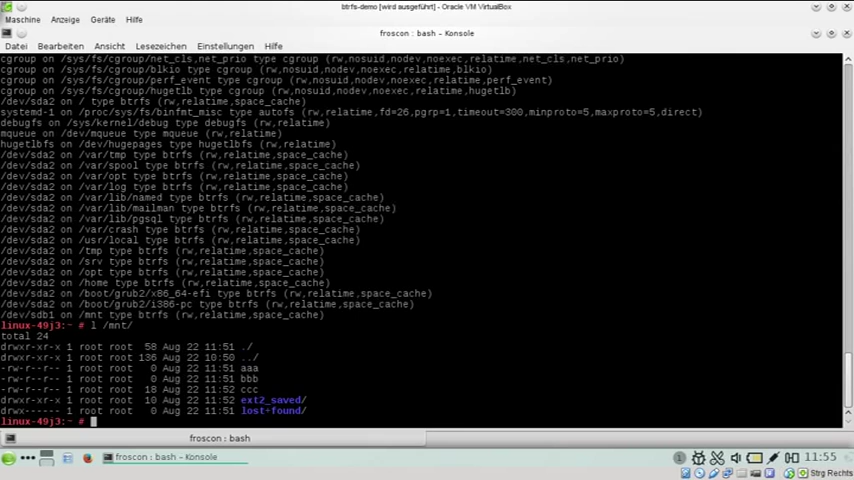 btrfs-demo [wird ausgeführt] - Oracle VM VirtualBox
Maschine Anzeige Geräte Hilfe
froscon : bash – Konsole
Datei Bearbeiten Ansicht Lesezeichen Einstellungen Hilfe
cgroup on /sys/fs/cgroup/net_cls,net_prio type cgroup (rw,nosuid,nodev,noexec,relatime,net_cls,net_prio)
cgroup on /sys/fs/cgroup/blkio type cgroup (rw,nosuid,nodev,noexec,relatime,blkio)
cgroup on /sys/fs/cgroup/perf_event type cgroup (rw,nosuid,nodev,noexec,relatime,perf_event)
cgroup on /sys/fs/cgroup/hugetlb type cgroup (rw,nosuid,nodev,noexec,relatime,hugetlb)
/dev/sda2 on / type btrfs (rw,relatime,space_cache)
systemd-1 on /proc/sys/fs/binfmt_misc type autofs (rw,relatime,fd=26,pgrp=1,timeout=300,minproto=5,maxproto=5,direct)
debugfs on /sys/kernel/debug type debugfs (rw,relatime)
mqueue on /dev/mqueue type mqueue (rw,relatime)
hugetlbfs on /dev/hugepages type hugetlbfs (rw,relatime)
/dev/sda2 on /var/tmp type btrfs (rw,relatime,space_cache)
/dev/sda2 on /var/spool type btrfs (rw,relatime,space_cache)
/dev/sda2 on /var/opt type btrfs (rw,relatime,space_cache)
/dev/sda2 on /var/log type btrfs (rw,relatime,space_cache)
/dev/sda2 on /var/lib/named type btrfs (rw,relatime,space_cache)
/dev/sda2 on /var/lib/mailman type btrfs (rw,relatime,space_cache)
/dev/sda2 on /var/lib/pgsql type btrfs (rw,relatime,space_cache)
/dev/sda2 on /var/crash type btrfs (rw,relatime,space_cache)
/dev/sda2 on /usr/local type btrfs (rw,relatime,space_cache)
/dev/sda2 on /tmp type btrfs (rw,relatime,space_cache)
/dev/sda2 on /srv type btrfs (rw,relatime,space_cache)
/dev/sda2 on /opt type btrfs (rw,relatime,space_cache)
/dev/sda2 on /home type btrfs (rw,relatime,space_cache)
/dev/sda2 on /boot/grub2/x86_64-efi type btrfs (rw,relatime,space_cache)
/dev/sda2 on /boot/grub2/i386-pc type btrfs (rw,relatime,space_cache)
/dev/sdb1 on /mnt type btrfs (rw,relatime,space_cache)
linux-49j3:~ # l /mnt/
total 24
drwxr-xr-x 1 root root 58 Aug 22 11:51 ./
drwxr-xr-x 1 root root 136 Aug 22 10:50 ../
-rw-r--r-- 1 root root 0 Aug 22 11:51 aaa
-rw-r--r-- 1 root root 0 Aug 22 11:51 bbb
-rw-r--r-- 1 root root 18 Aug 22 11:52 ccc
drwxr-xr-x 1 root root 10 Aug 22 11:52 ext2_saved/
drwx------ 1 root root 0 Aug 22 11:51 lost+found/
linux-49j3:~ #
froscon : bash
froscon : bash – Konsole
1
11:55
Strg Rechts